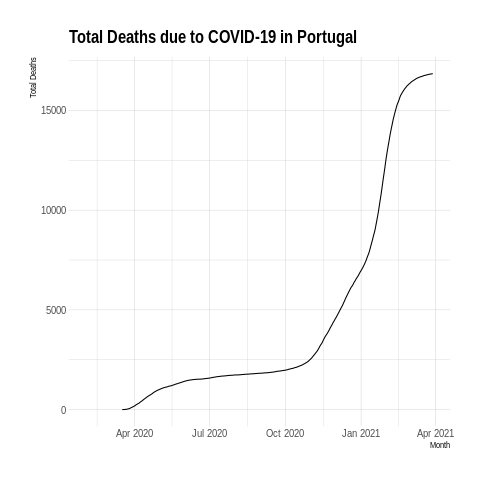 Total Deaths due to COVID-19 in Portugal
Total Deaths
15000
10000
5000
0
Apr 2020 Jul 2020 Oct 2020 Jan 2021 Apr 2021
Month